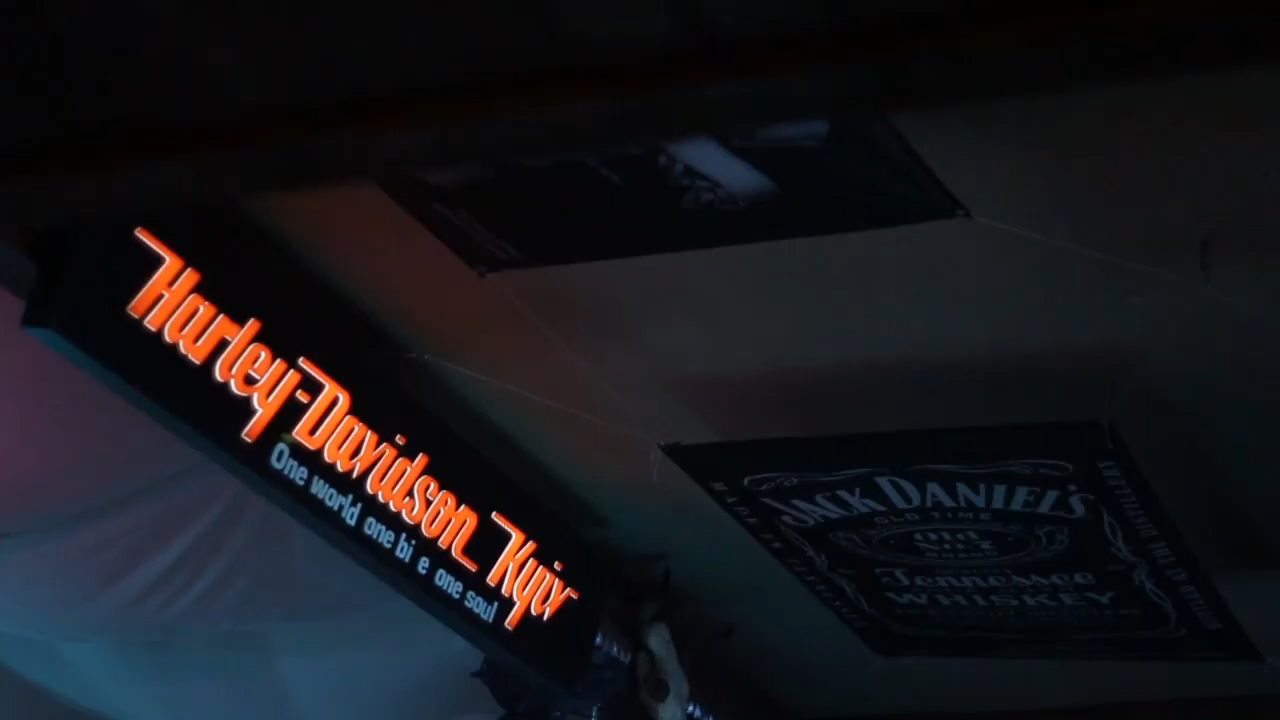 Harley-Davidson Kyiv
One world one bi e one soul
JACK DANIEL'S
OLD TIME
Old
No.7
BRAND
Tennessee
WHISKEY